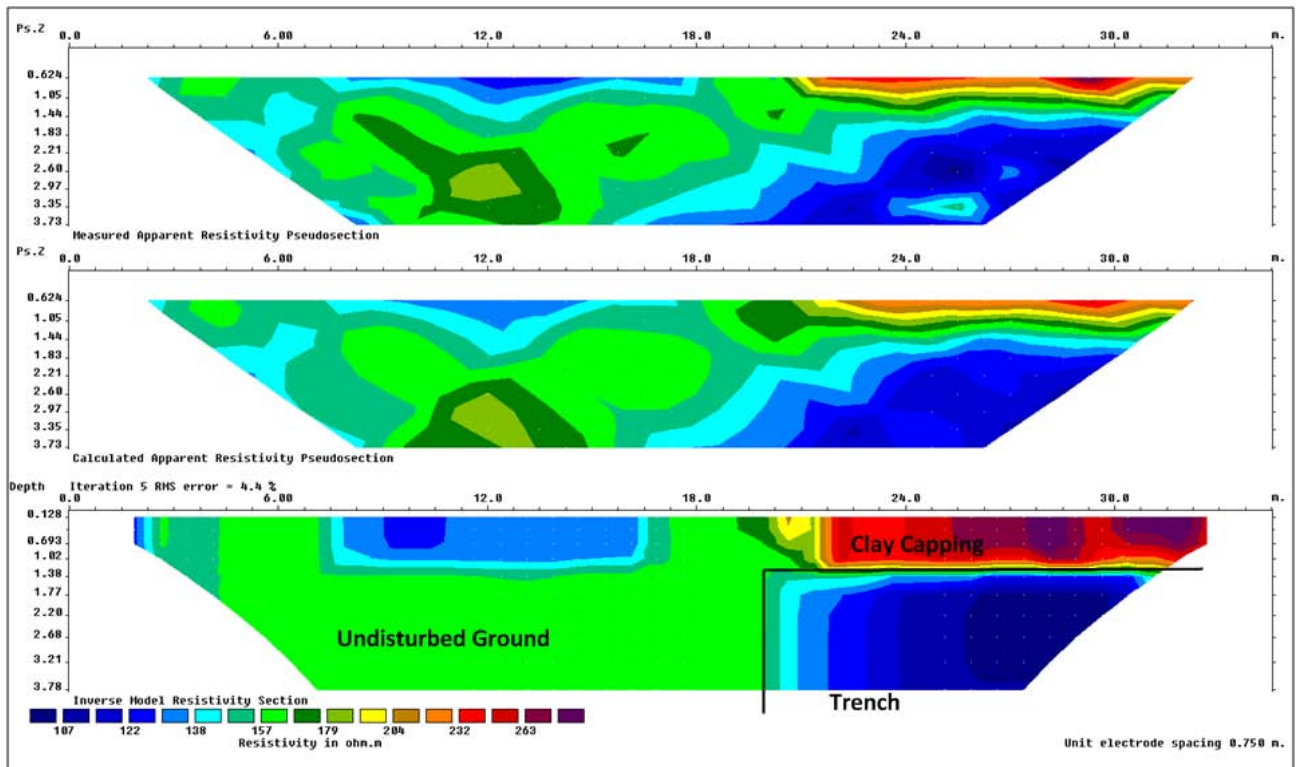 Ps.Z 0.0 6.00 12.0 18.0 24.0 30.0 m.
0.624
1.05
1.44
1.83
2.21
2.60
2.97
3.35
3.73
Measured Apparent Resistivity Pseudosection
Ps.Z 0.0 6.00 12.0 18.0 24.0 30.0 m.
0.624
1.05
1.44
1.83
2.21
2.60
2.97
3.35
3.73
Calculated Apparent Resistivity Pseudosection
Depth Iteration 5 RMS error = 4.4 %
0.0 6.00 12.0 18.0 24.0 30.0 m.
0.128
0.693
1.02
1.38
1.77
2.20
2.68
3.21
3.78
Clay Capping
Undisturbed Ground
Trench
Inverse Model Resistivity Section
107 122 138 157 179 204 232 263
Resistivity in ohm.m
Unit electrode spacing 0.750 m.